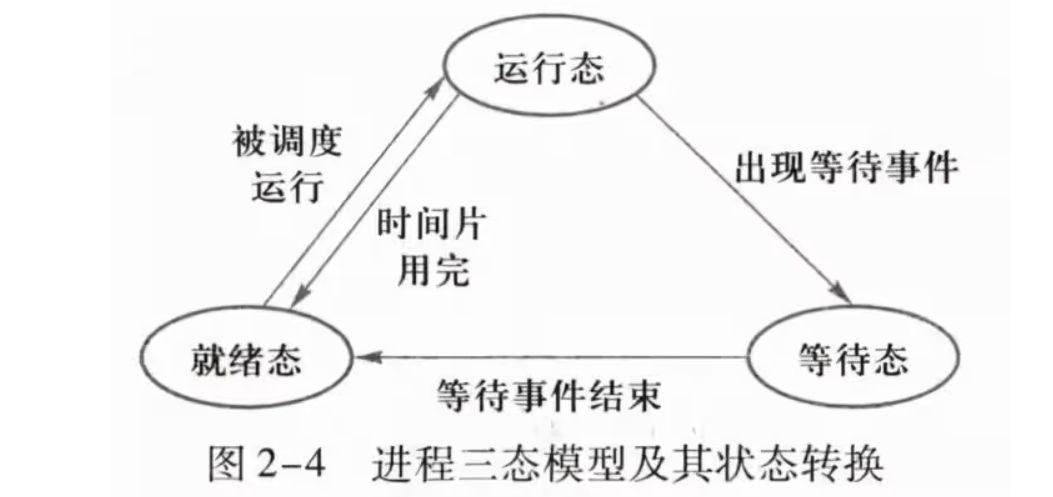 运行态
被调度
运行
出现等待事件
时间片
用完
就绪态
等待态
等待事件结束
图2-4 进程三态模型及其状态转换